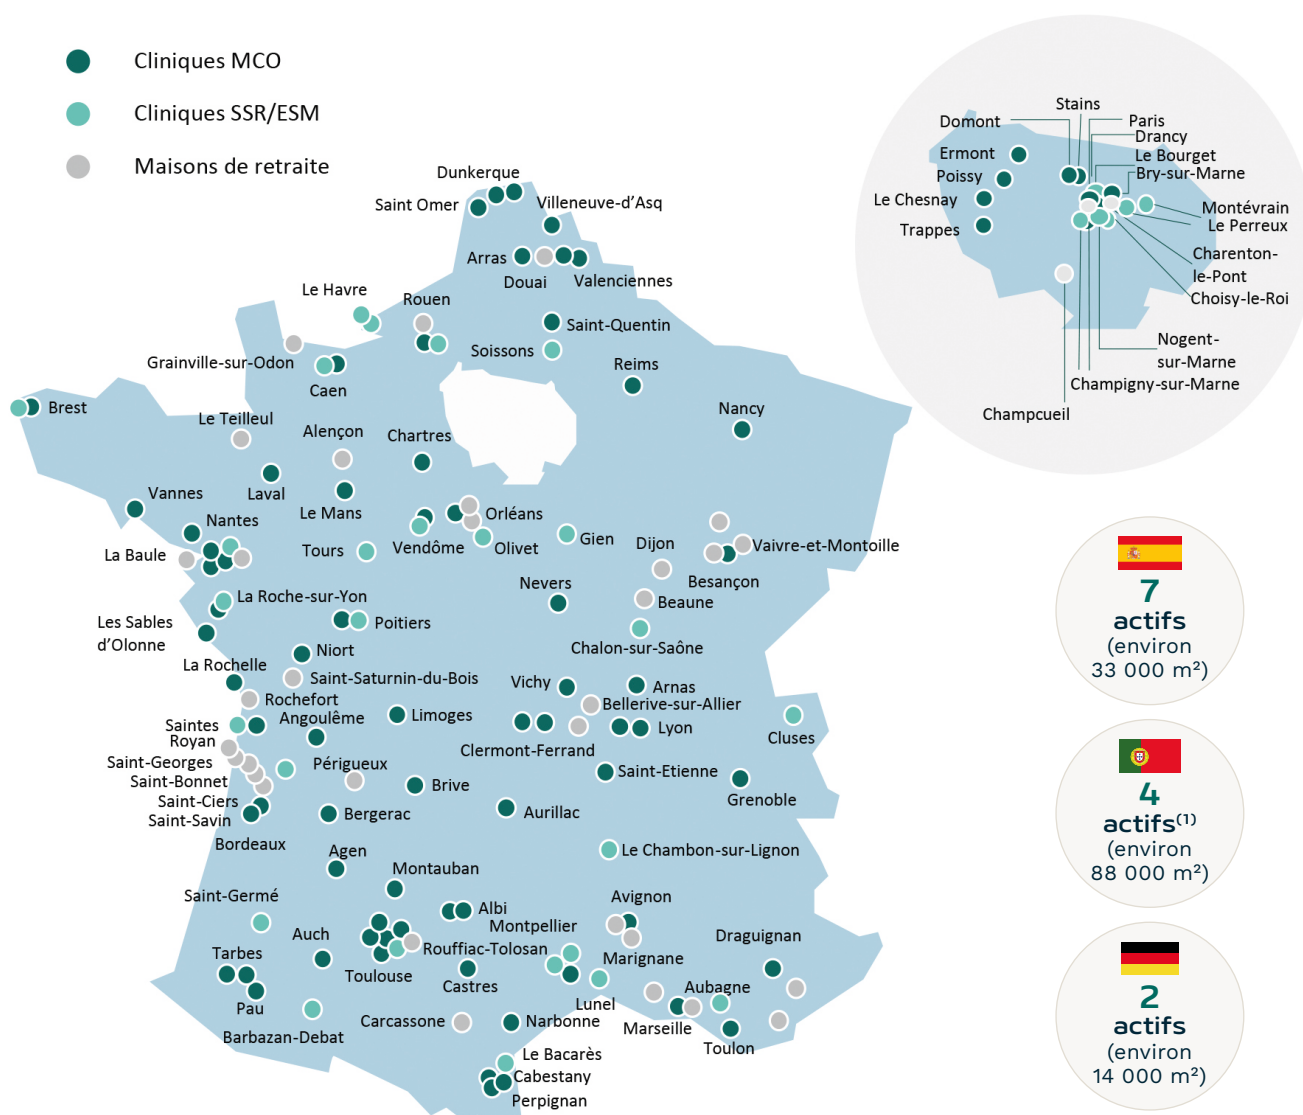 Cliniques MCO
Cliniques SSR/ESM
Maisons de retraite
Dunkerque
Saint Omer
Villeneuve-d’Asq
Arras
Douai
Valenciennes
Le Havre
Rouen
Saint-Quentin
Grainville-sur-Odon
Soissons
Caen
Reims
Brest
Le Teilleul
Alençon
Chartres
Nancy
Vannes
Laval
Le Mans
Nantes
Orléans
La Baule
Tours
Vendôme
Olivet
Gien
Dijon
Vaivre-et-Montoille
Nevers
Besançon
La Roche-sur-Yon
Beaune
Les Sables
d’Olonne
Poitiers
Chalon-sur-Saône
Niort
La Rochelle
Saint-Saturnin-du-Bois
Vichy
Arnas
Rochefort
Bellerive-sur-Allier
Saintes
Angoulême
Limoges
Lyon
Cluses
Royan
Clermont-Ferrand
Saint-Georges
Périgueux
Saint-Etienne
Saint-Bonnet
Brive
Grenoble
Saint-Ciers
Saint-Savin
Bergerac
Aurillac
Bordeaux
Agen
Le Chambon-sur-Lignon
Montauban
Saint-Germé
Avignon
Albi
Montpellier
Auch
Draguignan
Tarbes
Rouffiac-Tolosan
Marignane
Toulouse
Castres
Aubagne
Pau
Lunel
Carcassone
Narbonne
Marseille
Barbazan-Debat
Toulon
Le Bacarès
Cabestany
Perpignan
Stains
Domont
Paris
Drancy
Ermont
Le Bourget
Poissy
Bry-sur-Marne
Le Chesnay
Montévrain
Trappes
Le Perreux
Charenton-
le-Pont
Choisy-le-Roi
Nogent-
sur-Marne
Champigny-sur-Marne
Champcueil
7
actifs
(environ
33 000 m²)
4
actifs⁽¹⁾
(environ
88 000 m²)
2
actifs
(environ
14 000 m²)